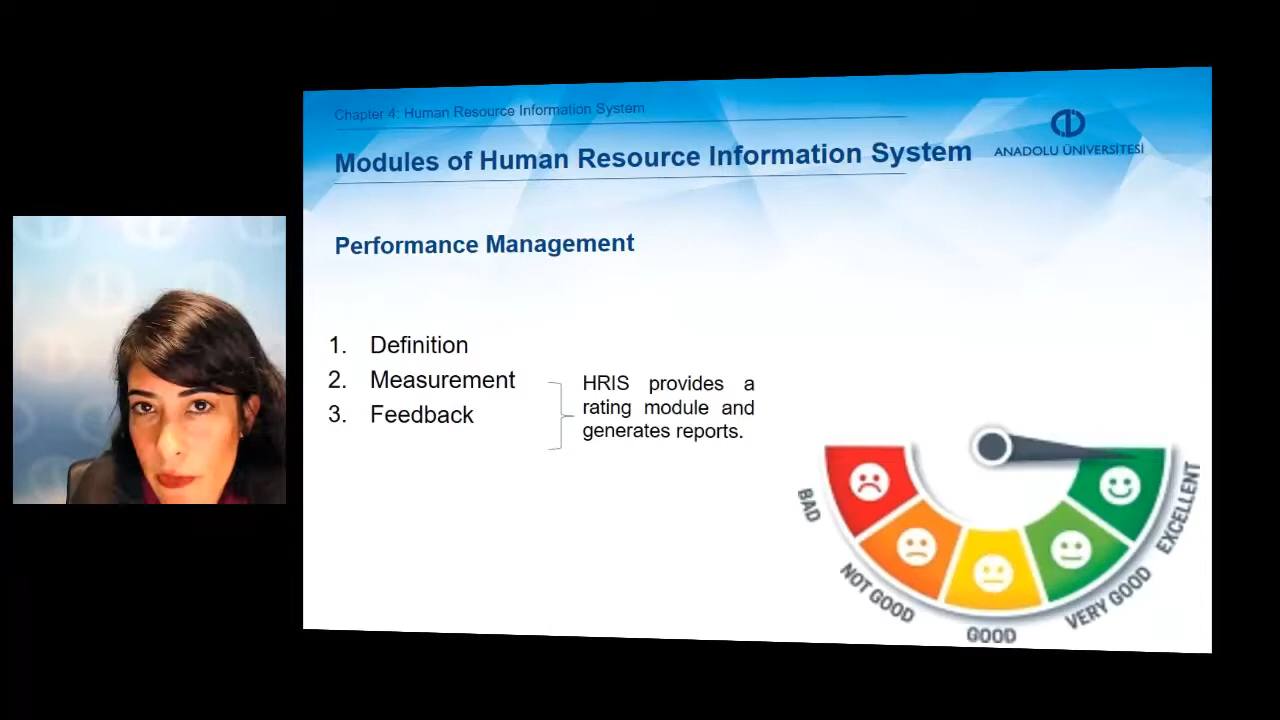 Chapter 4: Human Resource Information System
Modules of Human Resource Information System
ANADOLU ÜNİVERSİTESİ
Performance Management
1. Definition
2. Measurement
3. Feedback
HRIS provides a
rating module and
generates reports.
BAD
NOT GOOD
GOOD
VERY GOOD
EXCELLENT